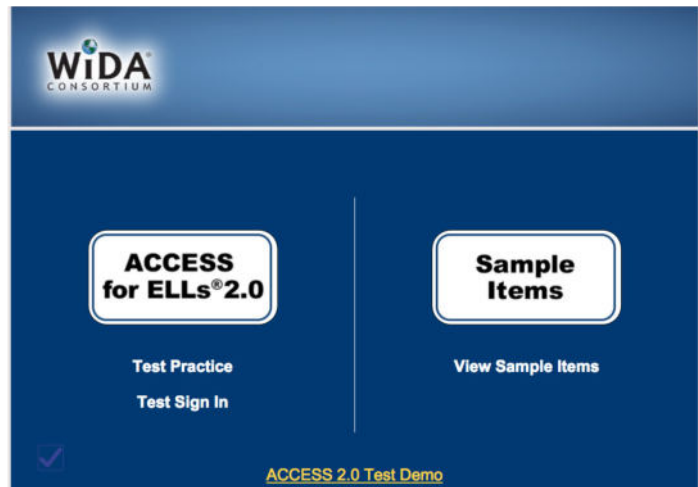 WiDA
CONSORTIUM
ACCESS
for ELLs®2.0
Test Practice
Test Sign In
Sample
Items
View Sample Items
ACCESS 2.0 Test Demo